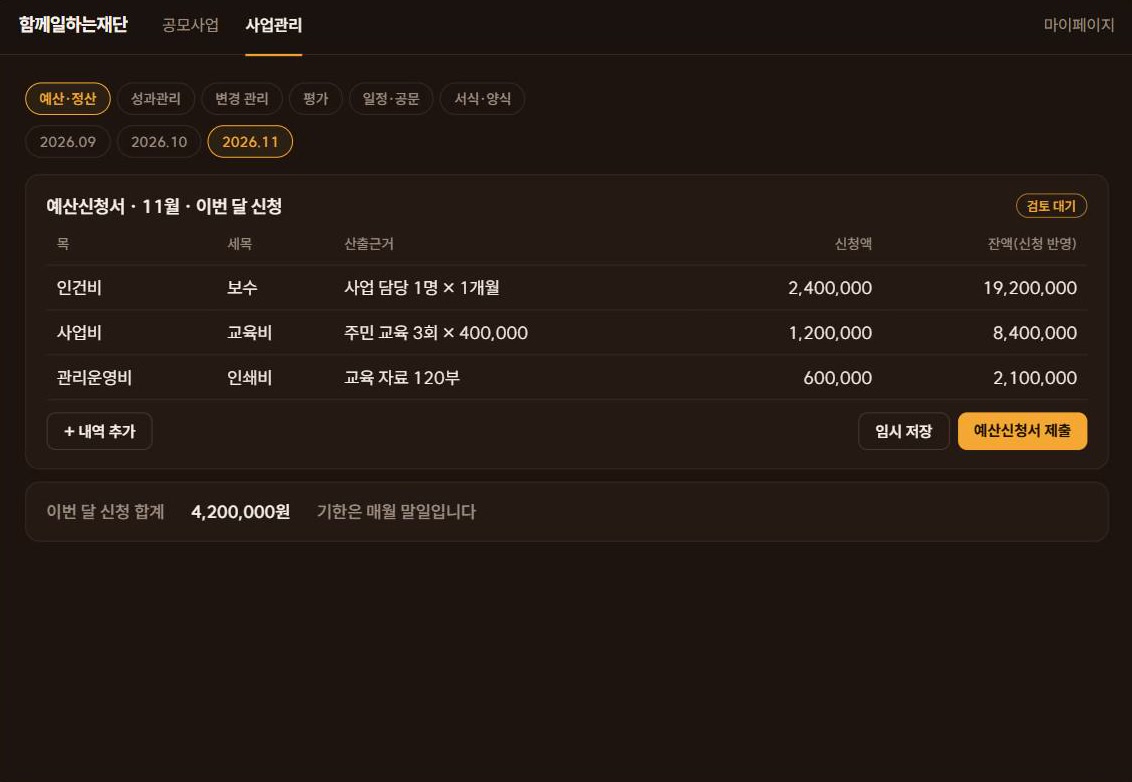 함께일하는재단 공모사업 사업관리 마이페이지
예산·정산 성과관리 변경 관리 평가 일정·공문 서식·양식
2026.09 2026.10 2026.11
예산신청서 · 11월 · 이번 달 신청 검토 대기
목 세목 산출근거 신청액 잔액(신청 반영)
인건비 보수 사업 담당 1명 × 1개월 2,400,000 19,200,000
사업비 교육비 주민 교육 3회 × 400,000 1,200,000 8,400,000
관리운영비 인쇄비 교육 자료 120부 600,000 2,100,000
+ 내역 추가 임시 저장 예산신청서 제출
이번 달 신청 합계 4,200,000원 기한은 매월 말일입니다